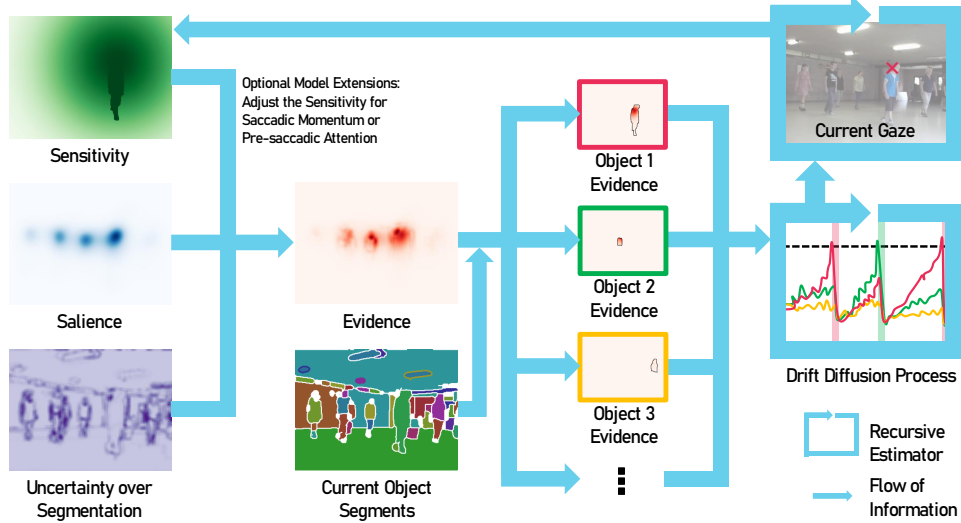 Sensitivity
Optional Model Extensions:
Adjust the Sensitivity for
Saccadic Momentum or
Pre-saccadic Attention
Salience
Uncertainty over
Segmentation
Evidence
Current Object
Segments
Object 1
Evidence
Object 2
Evidence
Object 3
Evidence
Current Gaze
Drift Diffusion Process
Recursive
Estimator
Flow of
Information